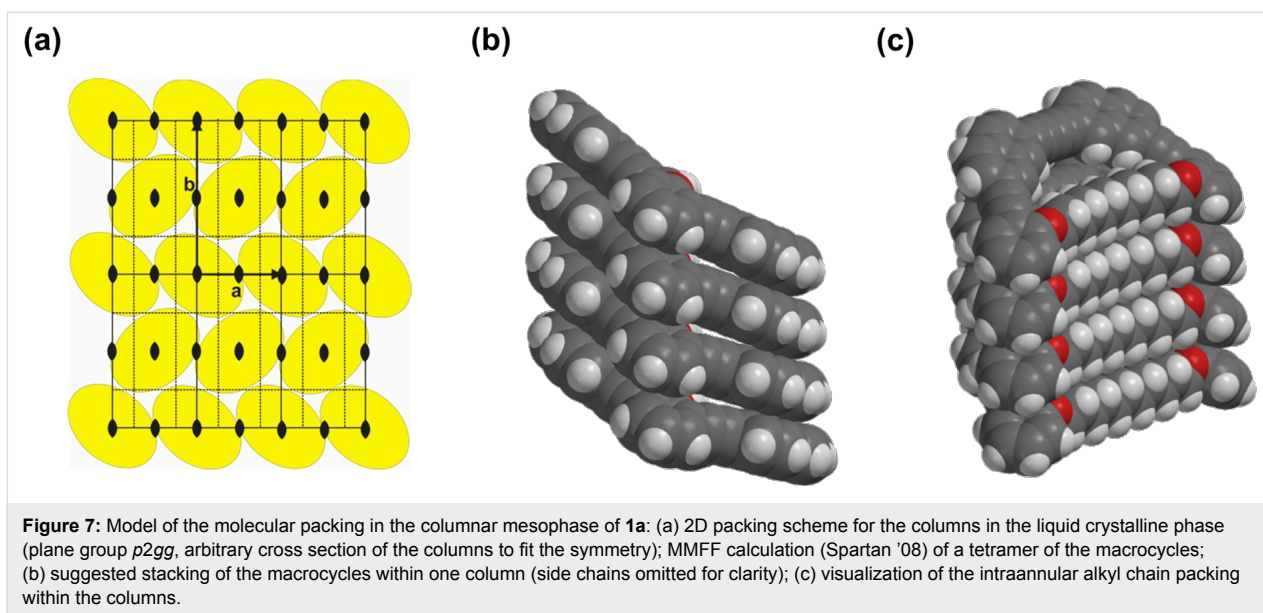 (a) (b) (c)
b
a
Figure 7: Model of the molecular packing in the columnar mesophase of 1a: (a) 2D packing scheme for the columns in the liquid crystalline phase
(plane group p2gg, arbitrary cross section of the columns to fit the symmetry); MMFF calculation (Spartan ’08) of a tetramer of the macrocycles;
(b) suggested stacking of the macrocycles within one column (side chains omitted for clarity); (c) visualization of the intraannular alkyl chain packing
within the columns.